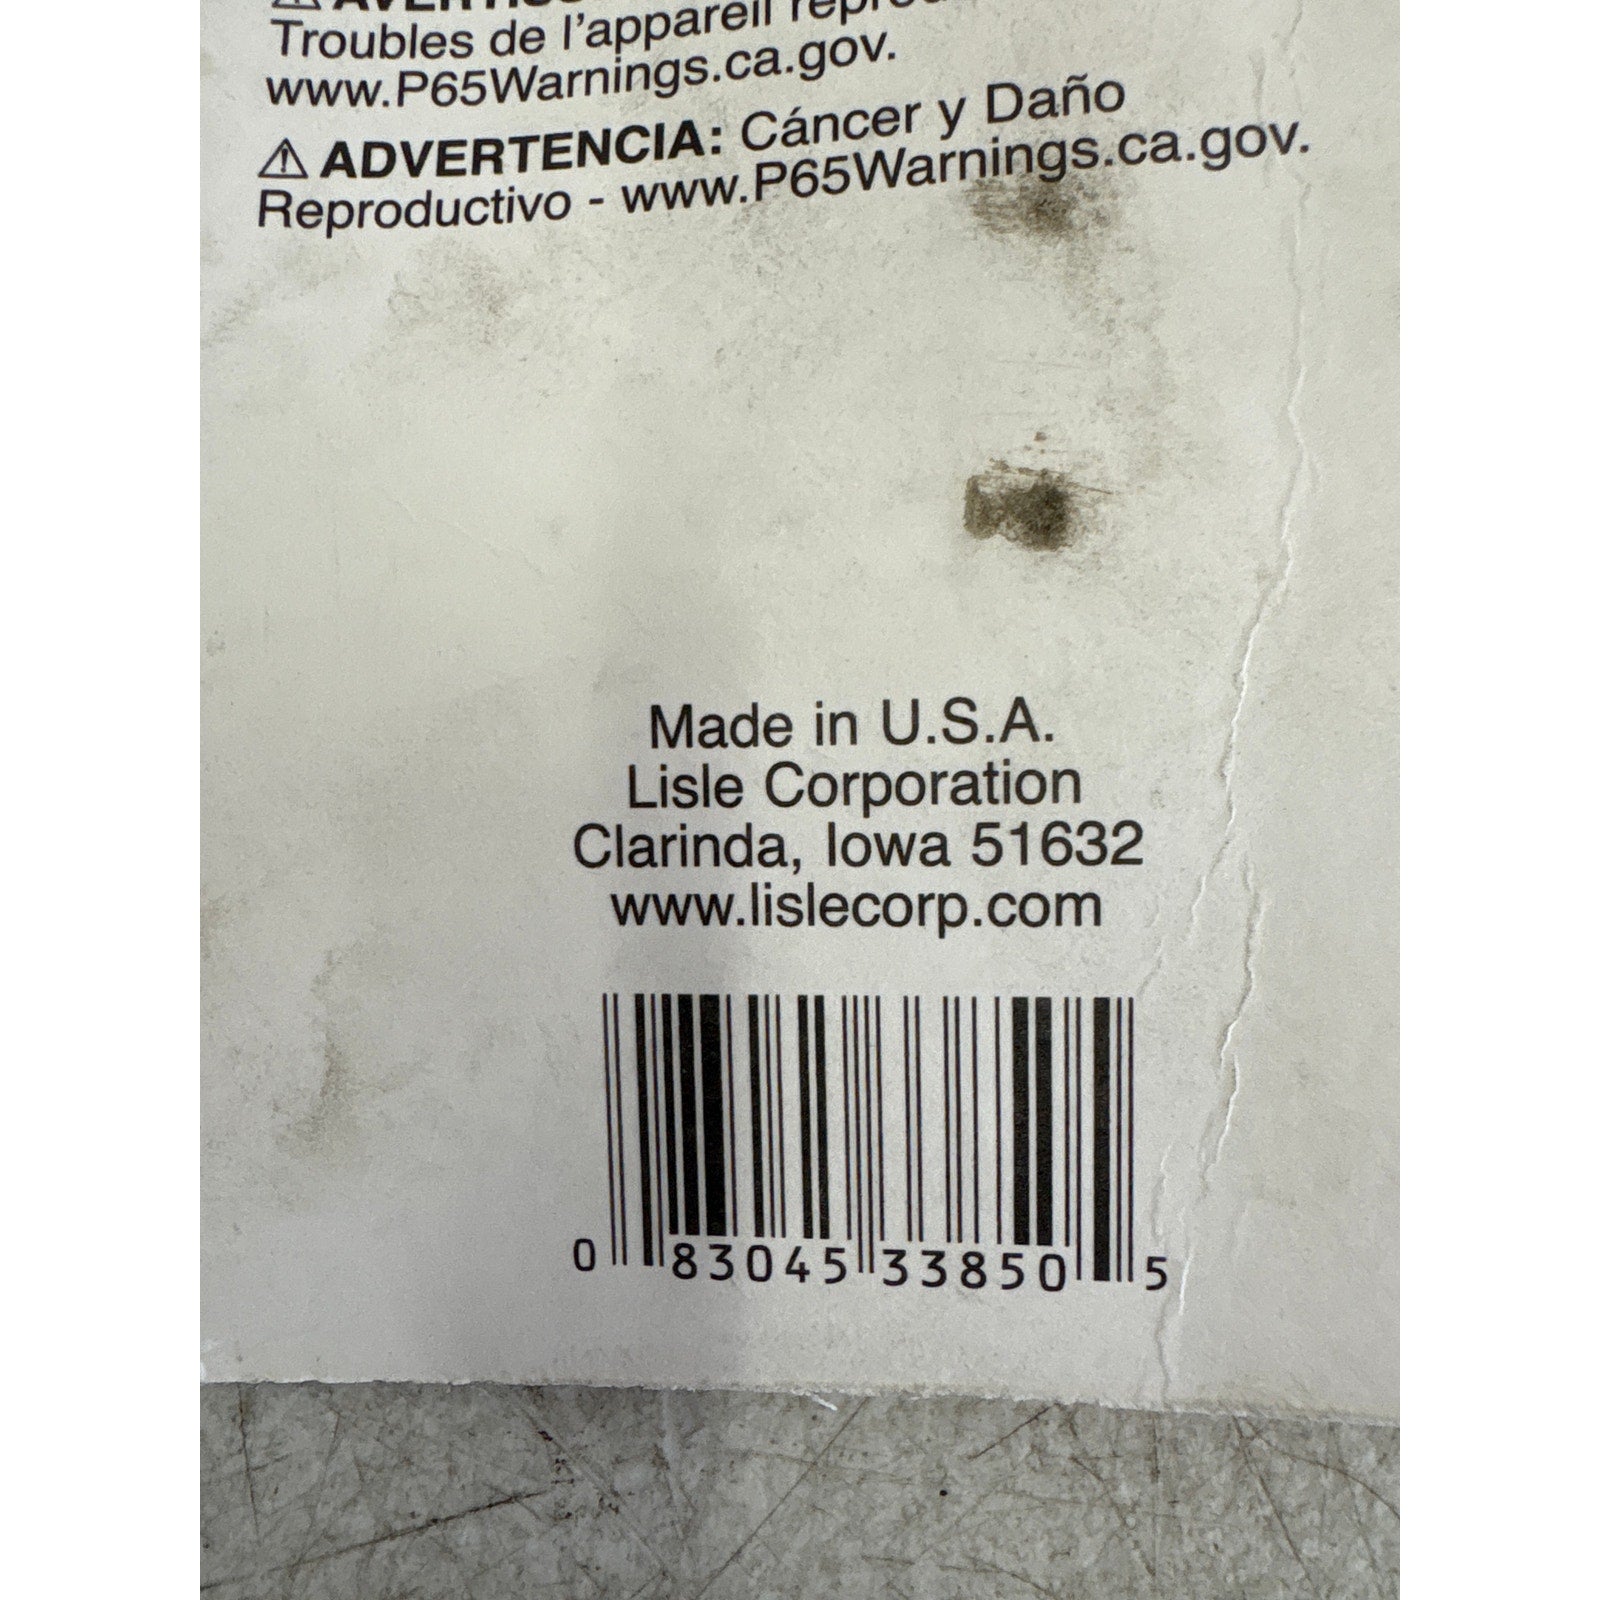 Troubles de l'appareil
www.P65Warnings.ca.gov.
⚠ ADVERTENCIA: Cáncer y Daño
Reproductivo - www.P65Warnings.ca.gov.
Made in U.S.A.
Lisle Corporation
Clarinda, Iowa 51632
www.lislecorp.com
0 83045 33850 5